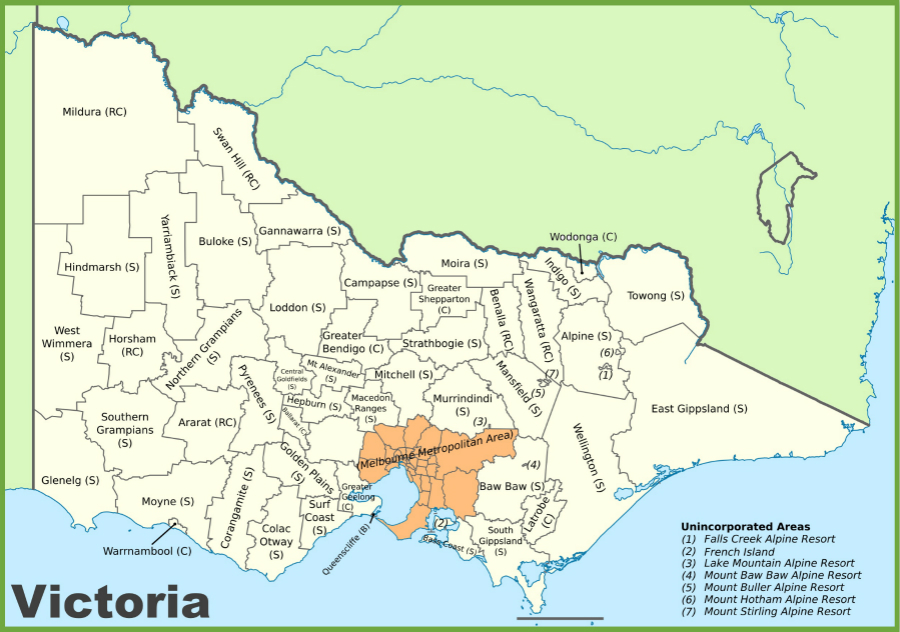 Mildura (RC)
Swan Hill (RC)
Wodonga (C)
Yarriambiack (S)
Buloke (S)
Gannawarra (S)
Hindmarsh (S)
Moira (S)
Indigo (S)
Campaspe (S)
Greater
Shepparton
(C)
Benalla (RC)
Wangaratta (RC)
Towong (S)
Loddon (S)
West
Wimmera
(S)
Horsham
(RC)
Northern Grampians
(S)
Greater
Bendigo (C)
Strathbogie (S)
Alpine (S)
(6)
(1)
Central
Goldfields
(S)
Mt Alexander
(S)
Mitchell (S)
Mansfield (S)
(7)
(5)
Pyrenees (S)
Hepburn (S)
Macedon
Ranges
(S)
Murrindindi
(S)
(3)
East Gippsland (S)
Southern
Grampians
(S)
Ararat (RC)
Ballarat (C)
(Melbourne Metropolitan Area)
Wellington (S)
Glenelg (S)
Moyne (S)
Corangamite (S)
Golden Plains
(S)
Greater
Geelong
(C)
(4)
Baw Baw (S)
Latrobe
(C)
Surf
Coast
(S)
Colac
Otway
(S)
Queenscliffe (B)
(2)
Bass Coast (S)
South
Gippsland
(S)
Warrnambool (C)
Unincorporated Areas
(1) Falls Creek Alpine Resort
(2) French Island
(3) Lake Mountain Alpine Resort
(4) Mount Baw Baw Alpine Resort
(5) Mount Buller Alpine Resort
(6) Mount Hotham Alpine Resort
(7) Mount Stirling Alpine Resort
Victoria